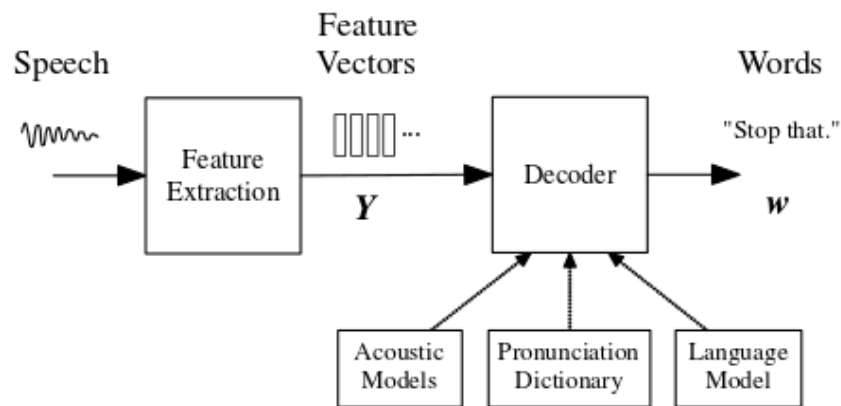 Feature
Vectors
Speech
Words
"Stop that."
...
Feature
Extraction
Decoder
Y
w
Acoustic
Models
Pronunciation
Dictionary
Language
Model